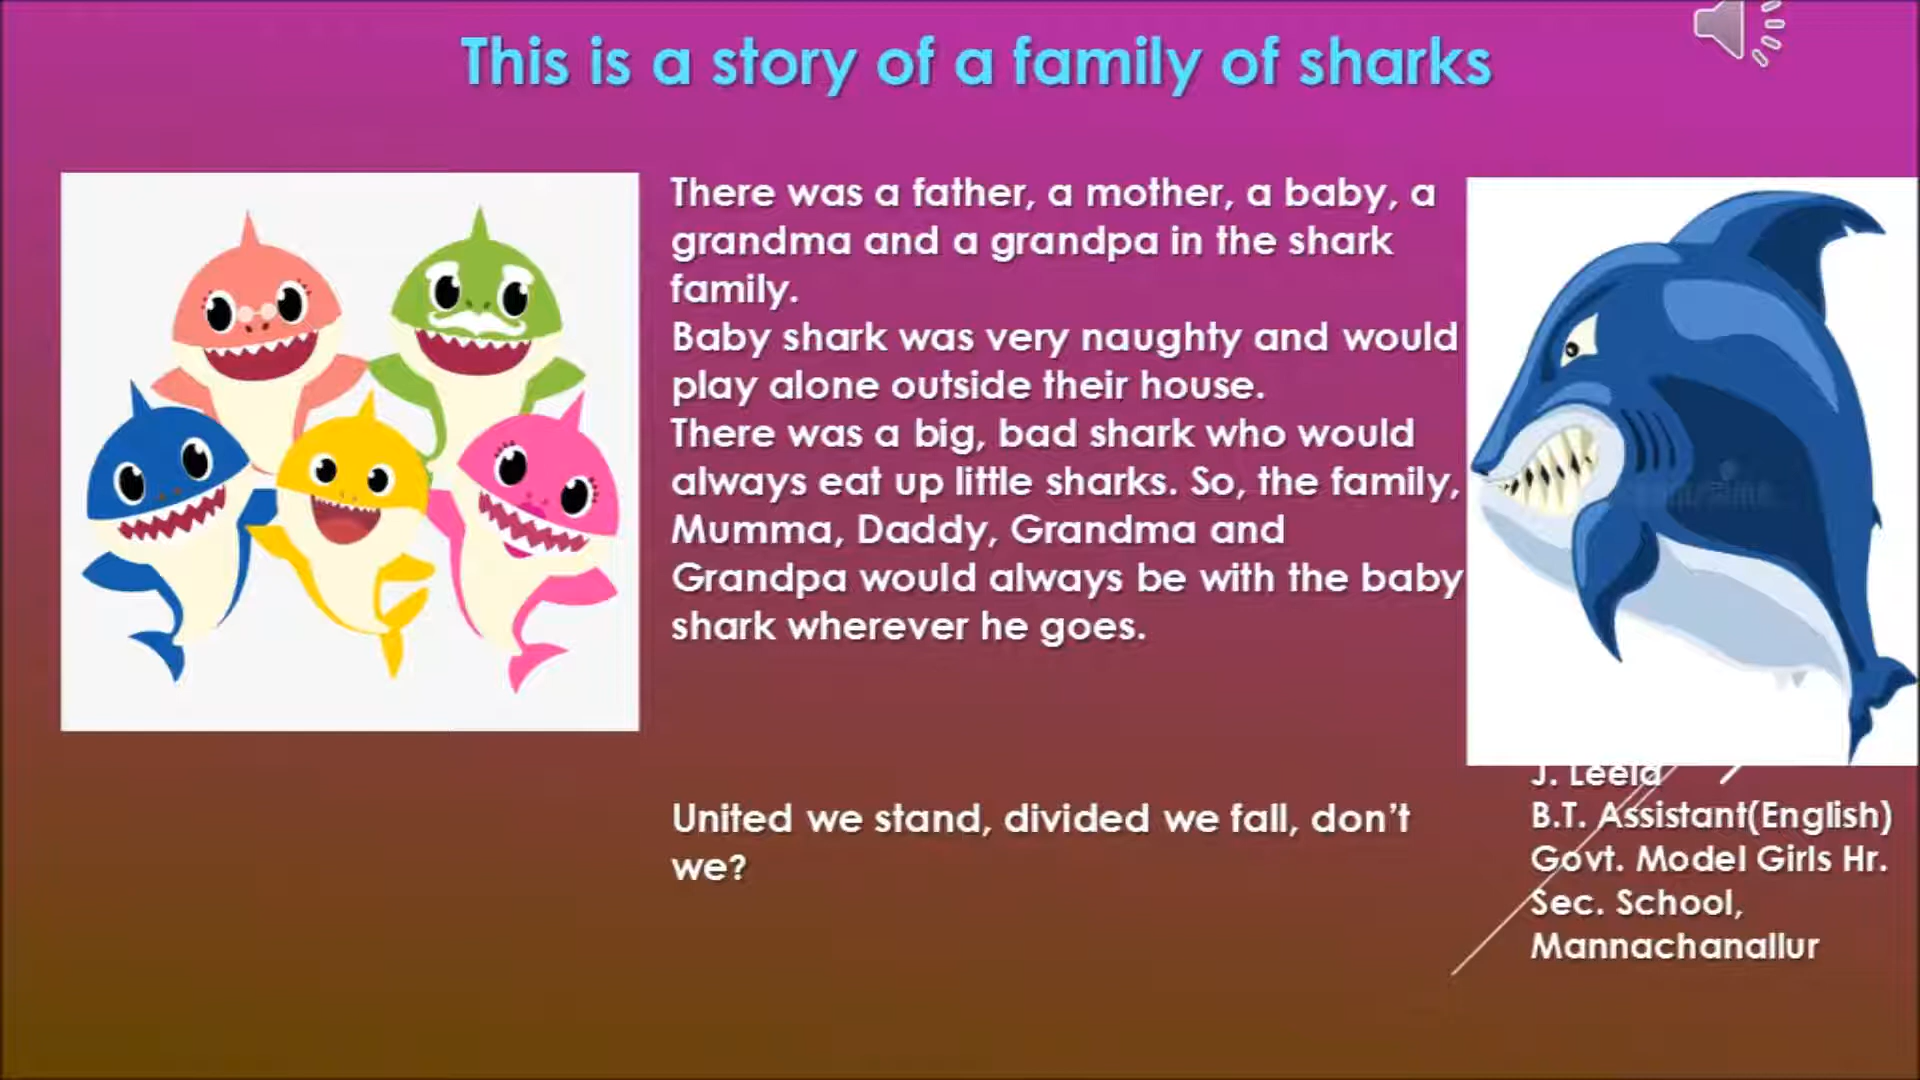 This is a story of a family of sharks
There was a father, a mother, a baby, a
grandma and a grandpa in the shark
family.
Baby shark was very naughty and would
play alone outside their house.
There was a big, bad shark who would
always eat up little sharks. So, the family,
Mumma, Daddy, Grandma and
Grandpa would always be with the baby
shark wherever he goes.
United we stand, divided we fall, don't
we?
J. Leela
B.T. Assistant(English)
Govt. Model Girls Hr.
Sec. School,
Mannachanallur